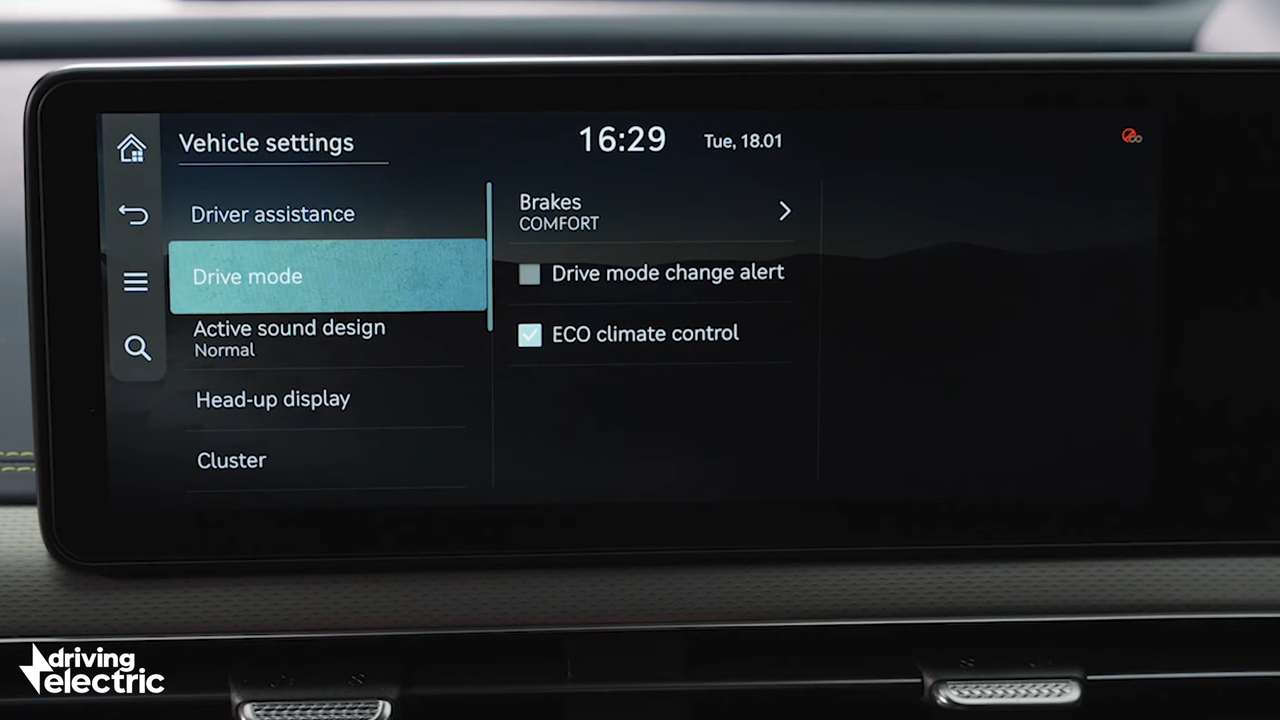 Vehicle settings
16:29
Tue, 18.01
Driver assistance
Drive mode
Active sound design
Normal
Head-up display
Cluster
Brakes
COMFORT
Drive mode change alert
ECO climate control
driving
electric